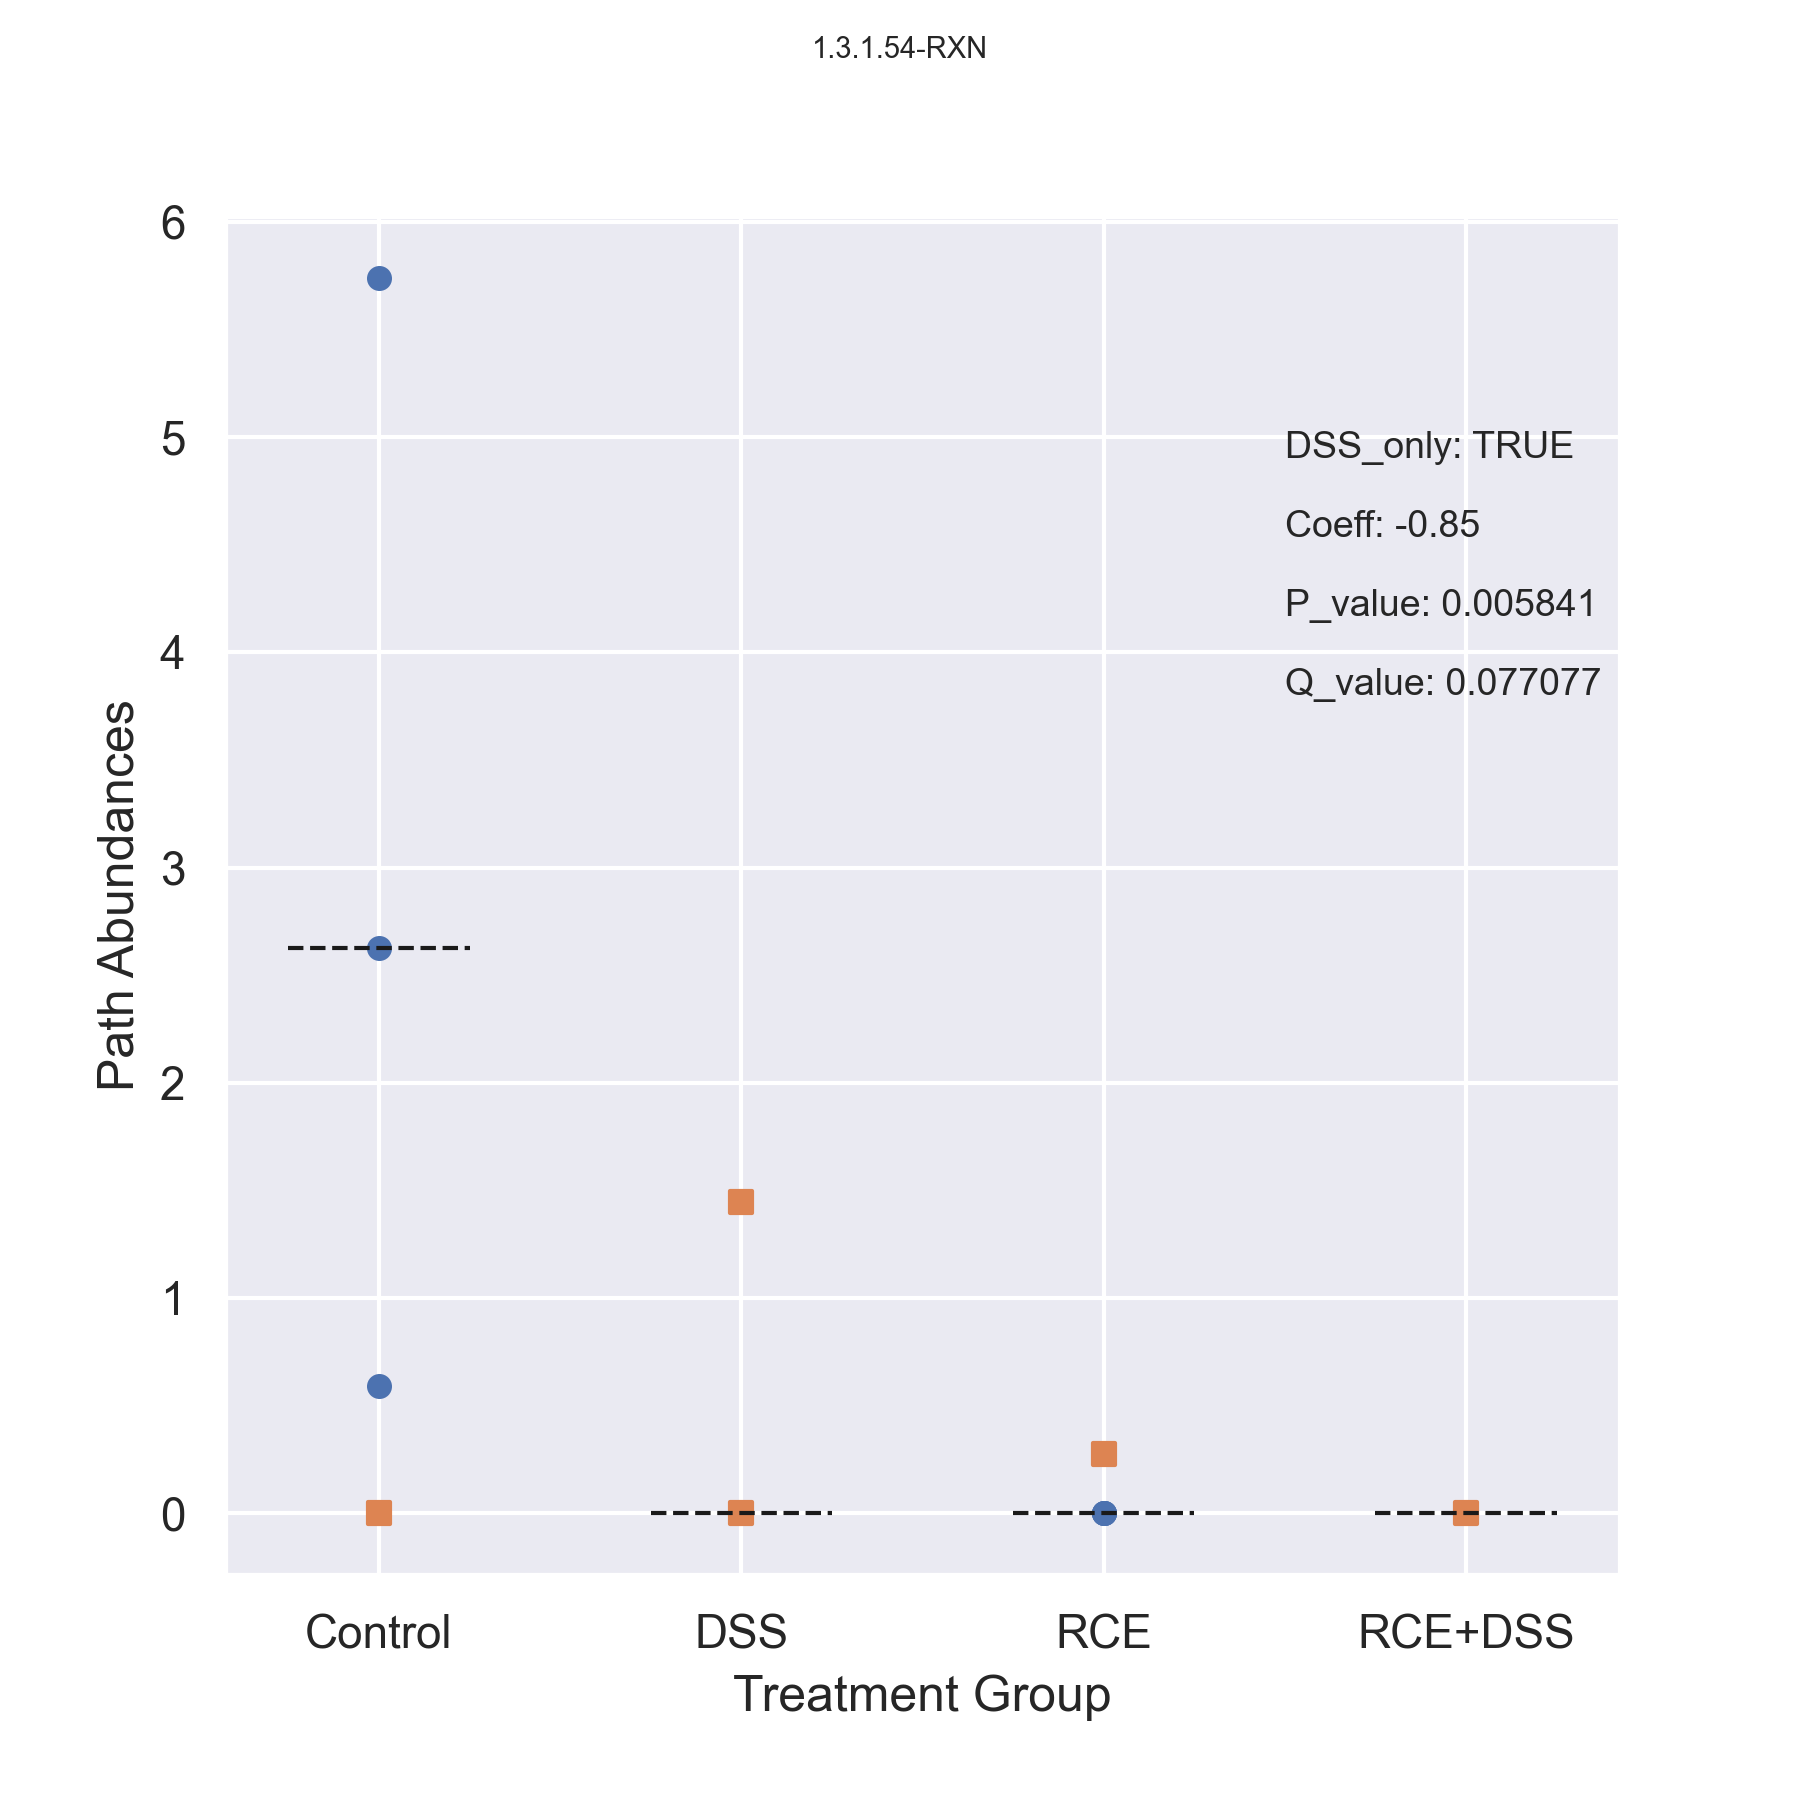 1.3.1.54-RXN
6
5
4
3
2
1
0
Path Abundances
DSS_only: TRUE
Coeff: -0.85
P_value: 0.005841
Q_value: 0.077077
Control DSS RCE RCE+DSS
Treatment Group